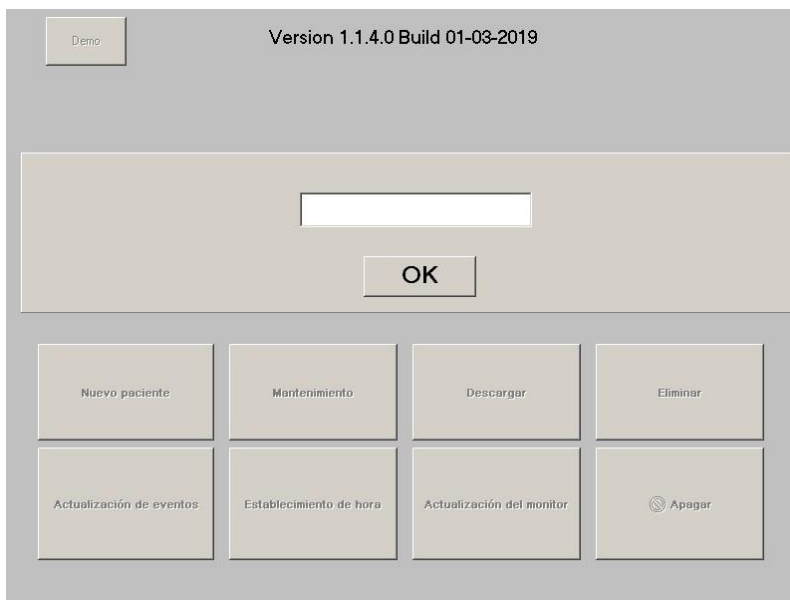 Demo
Version 1.1.4.0 Build 01-03-2019
OK
Nuevo paciente
Mantenimiento
Descargar
Eliminar
Actualización de eventos
Establecimiento de hora
Actualización del monitor
Apagar